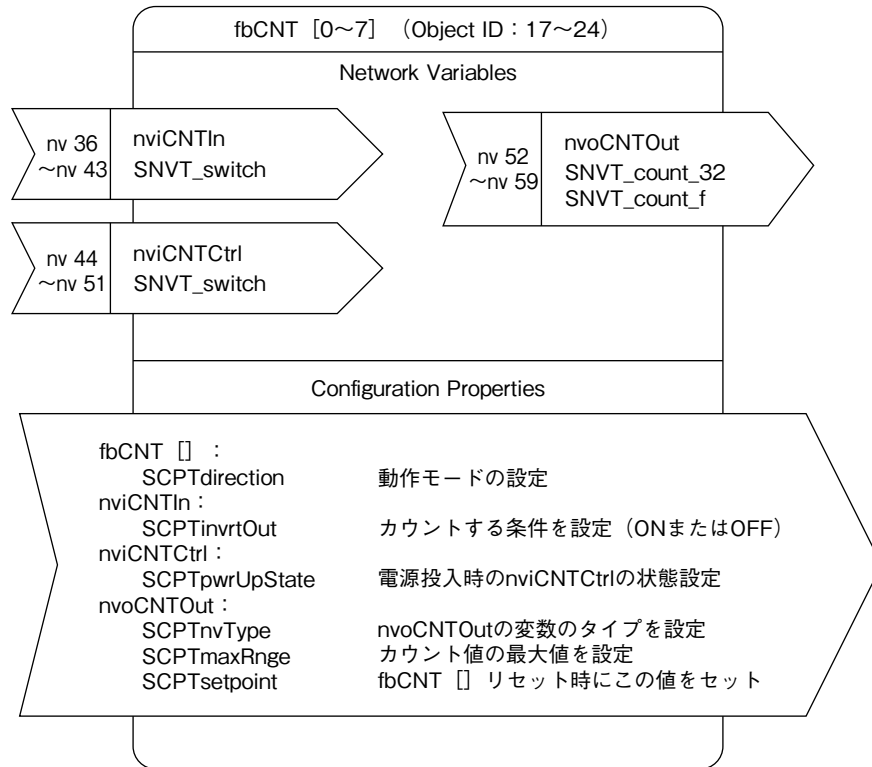 fbCNT［0～7］（Object ID：17～24）
Network Variables
nv 36
～nv 43
nviCNTIn
SNVT_switch
nv 52
～nv 59
nvoCNTOut
SNVT_count_32
SNVT_count_f
nv 44
～nv 51
nviCNTCtrl
SNVT_switch
Configuration Properties
fbCNT［］：
SCPTdirection 動作モードの設定
nviCNTIn：
SCPTinvrtOut カウントする条件を設定（ONまたはOFF）
nviCNTCtrl：
SCPTpwrUpState 電源投入時のnviCNTCtrlの状態設定
nvoCNTOut：
SCPTnvType nvoCNTOutの変数のタイプを設定
SCPTmaxRnge カウント値の最大値を設定
SCPTsetpoint fbCNT［］リセット時にこの値をセット